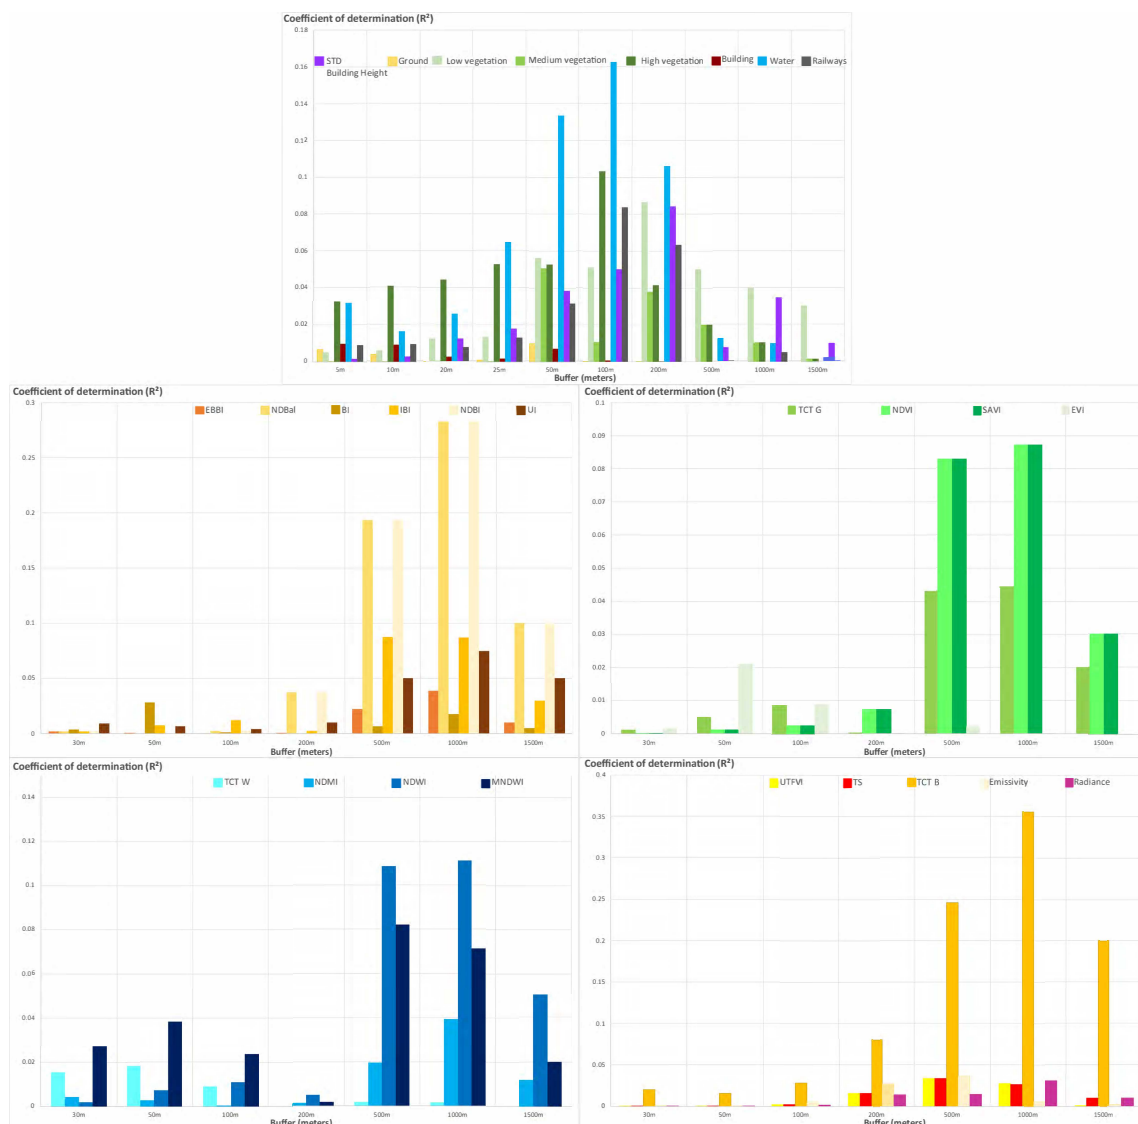 Coefficient of determination (R²)
0.18
STD Ground Low vegetation Medium vegetation High vegetation Building Water Railways
Building Height
0.16
0.14
0.12
0.1
0.08
0.06
0.04
0.02
0
5m 10m 20m 25m 50m 100m 200m 500m 1000m 1500m
Buffer (meters)
Coefficient of determination (R²)
0.3
EBBI NDBal BI IBI NDBI UI
0.25
0.2
0.15
0.1
0.05
0
30m 50m 100m 200m 500m 1000m 1500m
Buffer (meters)
Coefficient of determination (R²)
0.1
TCT G NDVI SAVI EVI
0.09
0.08
0.07
0.06
0.05
0.04
0.03
0.02
0.01
0
30m 50m 100m 200m 500m 1000m 1500m
Buffer (meters)
Coefficient of determination (R²)
TCT W NDMI NDWI MNDWI
0.14
0.12
0.1
0.08
0.06
0.04
0.02
0
30m 50m 100m 200m 500m 1000m 1500m
Buffer (meters)
Coefficient of determination (R²)
0.4
UTFVI TS TCT B Emissivity Radiance
0.35
0.3
0.25
0.2
0.15
0.1
0.05
0
30m 50m 100m 200m 500m 1000m 1500m
Buffer (meters)